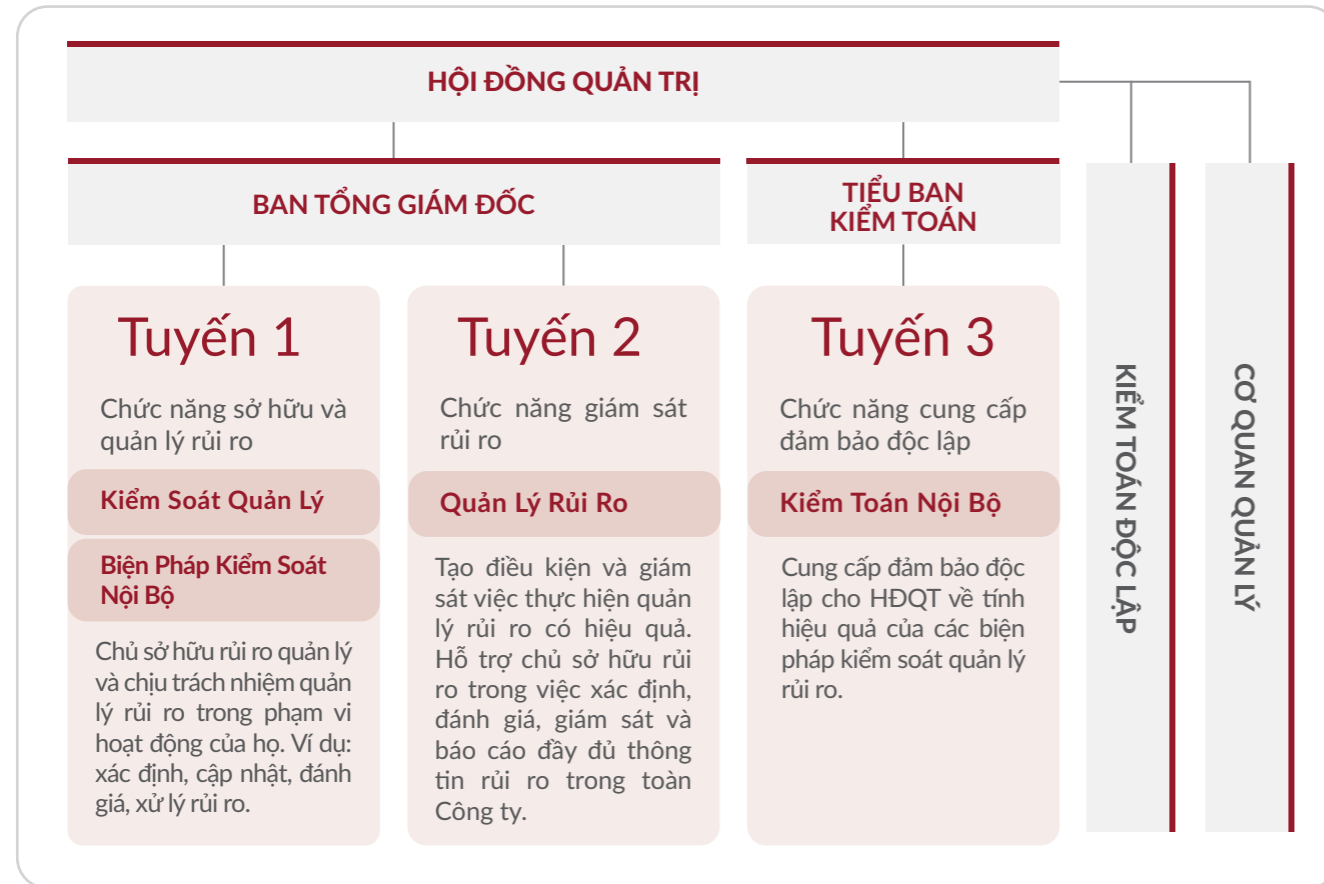 HỘI ĐỒNG QUẢN TRỊ
BAN TỔNG GIÁM ĐỐC
TIỂU BAN
KIỂM TOÁN
Tuyến 1
Chức năng sở hữu và
quản lý rủi ro
Kiểm Soát Quản Lý
Biện Pháp Kiểm Soát
Nội Bộ
Chủ sở hữu rủi ro quản lý
và chịu trách nhiệm quản
lý rủi ro trong phạm vi
hoạt động của họ. Ví dụ:
xác định, cập nhật, đánh
giá, xử lý rủi ro.
Tuyến 2
Chức năng giám sát
rủi ro
Quản Lý Rủi Ro
Tạo điều kiện và giám
sát việc thực hiện quản
lý rủi ro có hiệu quả.
Hỗ trợ chủ sở hữu rủi
ro trong việc xác định,
đánh giá, giám sát và
báo cáo đầy đủ thông
tin rủi ro trong toàn
Công ty.
Tuyến 3
Chức năng cung cấp
đảm bảo độc lập
Kiểm Toán Nội Bộ
Cung cấp đảm bảo độc
lập cho HĐQT về tính
hiệu quả của các biện
pháp kiểm soát quản lý
rủi ro.
KIỂM TOÁN ĐỘC LẬP
CƠ QUAN QUẢN LÝ